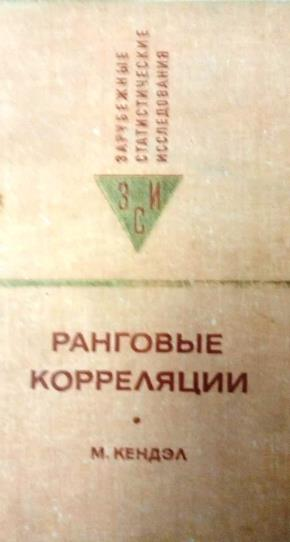 ЗАРУБЕЖНЫЕ
СТАТИСТИЧЕСКИЕ
ИССЛЕДОВАНИЯ
З И
С
РАНГОВЫЕ
КОРРЕЛЯЦИИ
М. КЕНДЭЛ